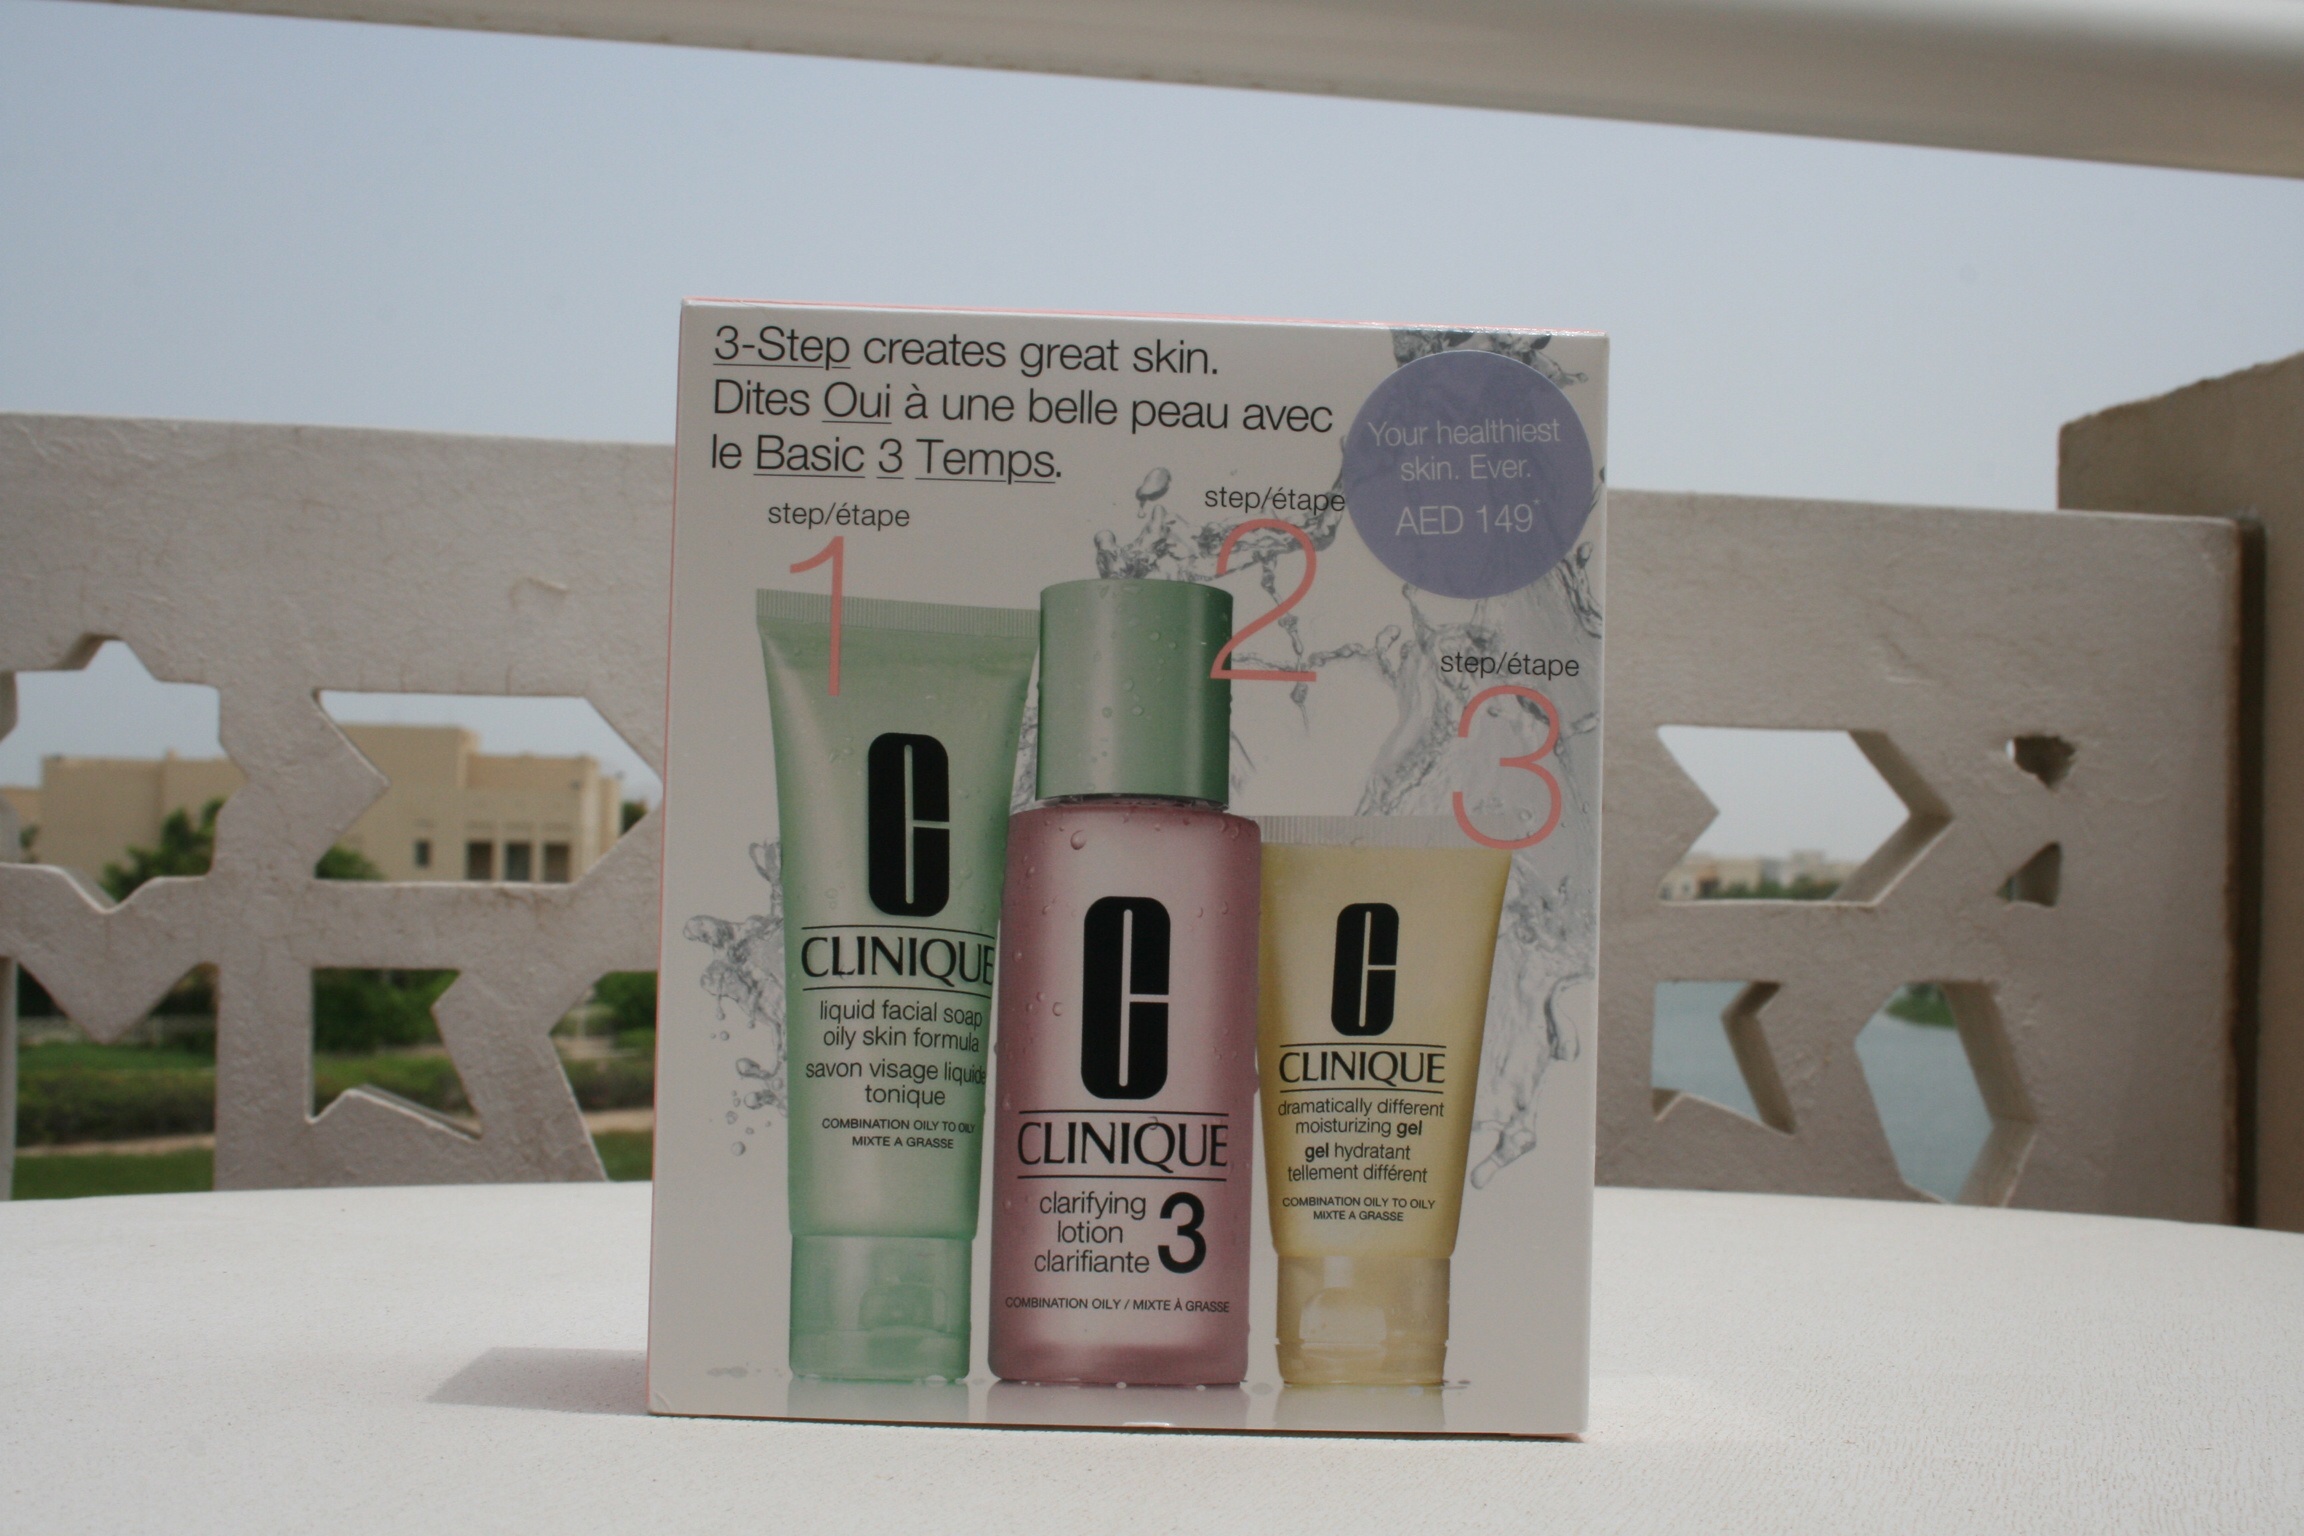 3-Step creates great skin.
Dites Oui à une belle peau avec
le Basic 3 Temps.
Your healthiest
skin. Ever.
AED 149*
step/étape
1
step/étape
2
step/étape
3
C
CLINIQUE
liquid facial soap
oily skin formula
savon visage liquide
tonique
COMBINATION OILY TO OILY
MIXTE A GRASSE
C
CLINIQUE
clarifying
lotion
clarifiante
3
COMBINATION OILY / MIXTE À GRASSE
C
CLINIQUE
dramatically different
moisturizing gel
gel hydratant
tellement différent
COMBINATION OILY TO OILY
MIXTE A GRASSE